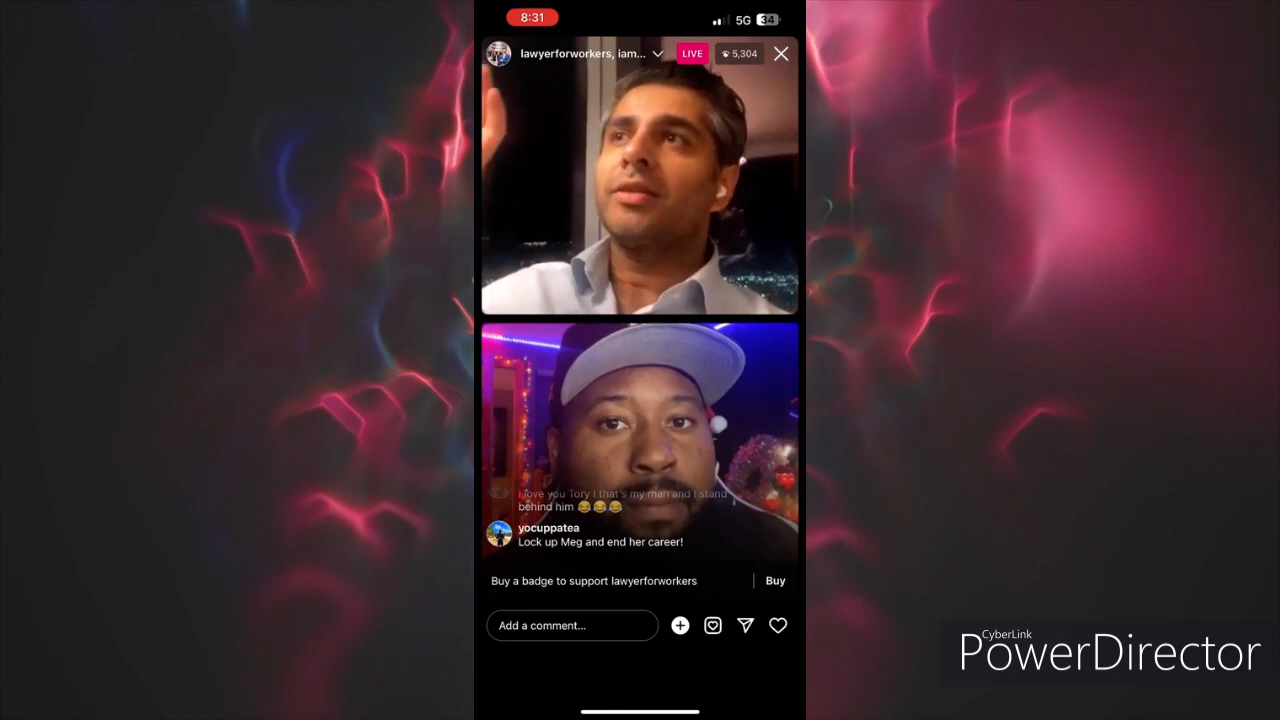 8:31
5G 34
lawyerforworkers, iam...
LIVE
5,304
i love you Tory I that's my man and I stand
behind him 😂😂😂
yocuppatea
Lock up Meg and end her career!
Buy a badge to support lawyerforworkers
Buy
Add a comment...
CyberLink
PowerDirector